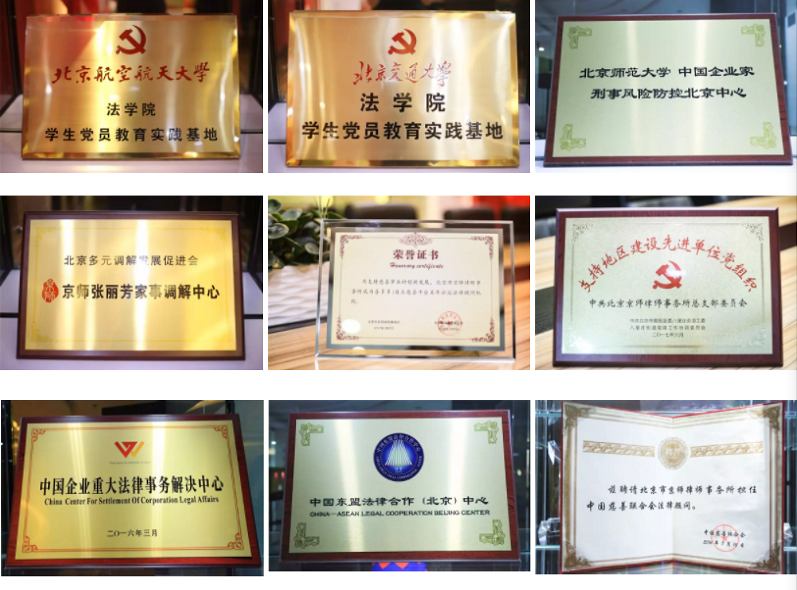 北京航空航天大学
法学院
学生党员教育实践基地
北京交通大学
法学院
学生党员教育实践基地
北京师范大学 中国企业家
刑事风险防控北京中心
北京多元调解发展促进会
京师张丽芳家事调解中心
荣誉证书
Honorary certificate
支持地区建设先进单位党组织
中共北京京师律师事务所总支部委员会
二〇一七年六月
中国企业重大法律事务解决中心
China Center For Settlement Of Corporation Legal Affairs
二〇一六年三月
中国东盟法律合作（北京）中心
CHINA—ASEAN LEGAL COOPERATION BEIJING CENTER
兹聘请北京市京师律师事务所担任
中国慈善联合会法律顾问。